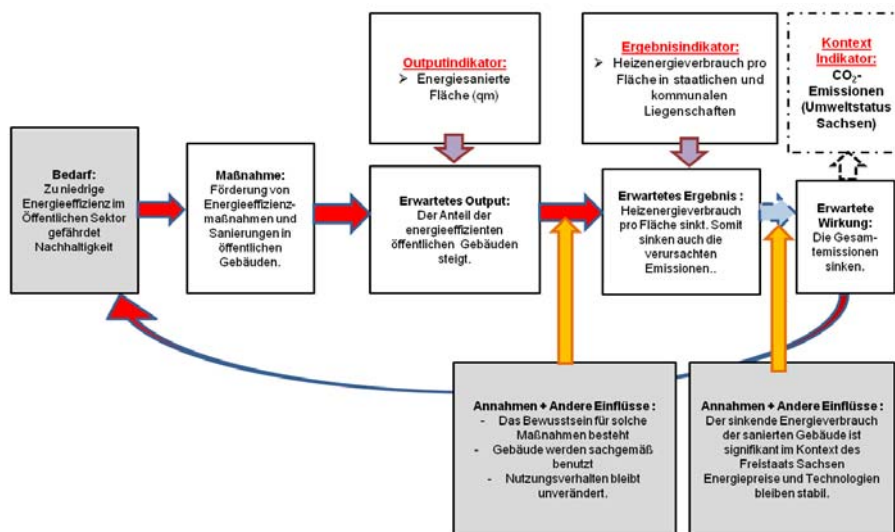 Outputindikator:
➢ Energiesanierte
Fläche (qm)
Ergebnisindikator:
➢ Heizenergieverbrauch pro
Fläche in staatlichen und
kommunalen
Liegenschaften
Kontext
Indikator:
CO₂-
Emissionen
(Umweltstatus
Sachsen)
Bedarf:
Zu niedrige
Energieeffizienz im
Öffentlichen Sektor
gefährdet
Nachhaltigkeit
Maßnahme:
Förderung von
Energieeffizienz-
maßnahmen und
Sanierungen in
öffentlichen
Gebäuden.
Erwartetes Output:
Der Anteil der
energieeffizienten
öffentlichen Gebäuden
steigt.
Erwartetes Ergebnis :
Heizenergieverbrauch
pro Fläche sinkt. Somit
sinken auch die
verursachten
Emissionen..
Erwartete
Wirkung:
Die Gesam-
temissionen
sinken.
Annahmen + Andere Einflüsse :
- Das Bewusstsein für solche
Maßnahmen besteht
- Gebäude werden sachgemäß
benutzt
- Nutzungsverhalten bleibt
unverändert.
Annahmen + Andere Einflüsse :
Der sinkende Energieverbrauch
der sanierten Gebäude ist
signifikant im Kontext des
Freistaats Sachsen
Energiepreise und Technologien
bleiben stabil.